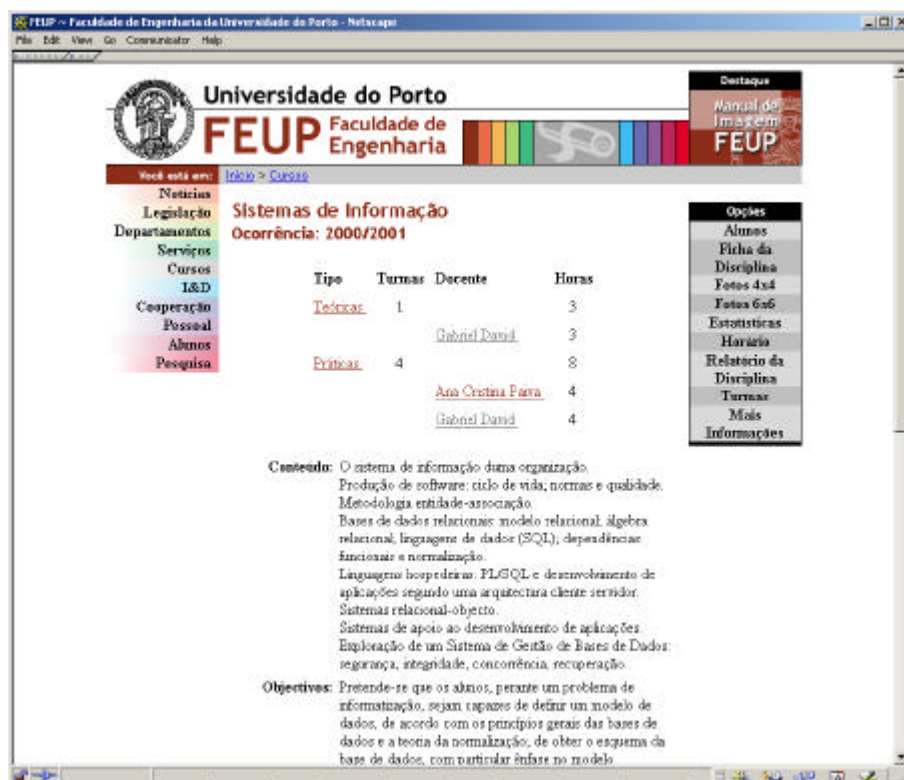 FEUP ~ Faculdade de Engenharia da Universidade do Porto - Netscape
File Edit View Go Communicator Help
Universidade do Porto
FEUP Faculdade de Engenharia
Destaque
Manual de
Imagem
FEUP
Você está em:
Início > Cursos
Notícias
Legislação
Departamentos
Serviços
Cursos
I&D
Cooperação
Pessoal
Alunos
Pesquisa
Sistemas de Informação
Ocorrência: 2000/2001
Tipo Turmas Docente Horas
Teóricas 1 3
Gabriel David 3
Práticas 4 8
Ana Cristina Paiva 4
Gabriel David 4
Opções
Alunos
Ficha da
Disciplina
Fotos 4x4
Fotos 6x6
Estatísticas
Horário
Relatório da
Disciplina
Turmas
Mais
Informações
Conteúdo: O sistema de informação duma organização.
Produção de software: ciclo de vida; normas e qualidade.
Metodologia entidade-associação.
Bases de dados relacionais: modelo relacional; álgebra
relacional; linguagens de dados (SQL); dependências
funcionais e normalização.
Linguagens hospedeiras. PL/SQL e desenvolvimento de
aplicações segundo uma arquitectura cliente servidor.
Sistemas relacional-objecto.
Sistemas de apoio ao desenvolvimento de aplicações.
Exploração de um Sistema de Gestão de Bases de Dados:
segurança, integridade, concorrência, recuperação.
Objectivos: Pretende-se que os alunos, perante um problema de
informatização, sejam capazes de definir um modelo de
dados, de acordo com os princípios gerais das bases de
dados e a teoria da normalização; de obter o esquema da
base de dados, com particular ênfase no modelo